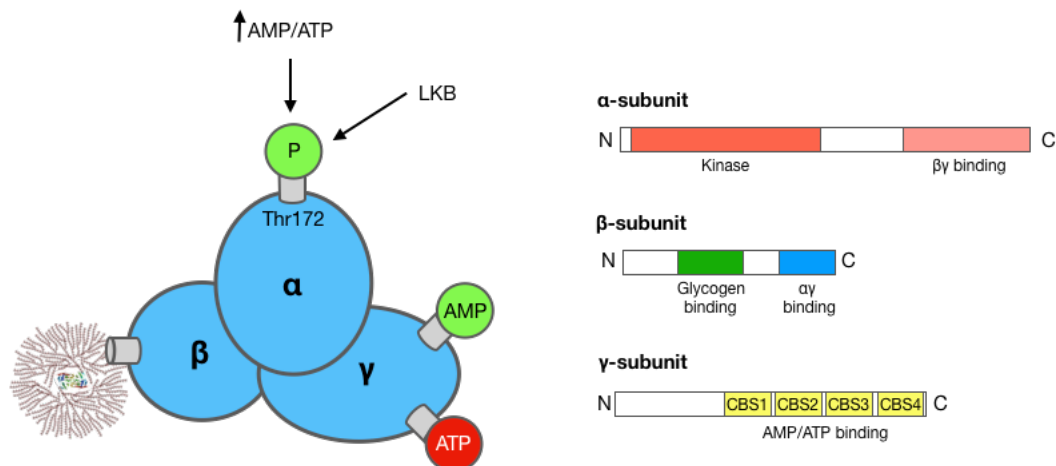 AMP/ATP
LKB
P
Thr172
α
β
γ
AMP
ATP
α-subunit
N
C
Kinase
βγ binding
β-subunit
N
C
Glycogen
binding
αγ
binding
γ-subunit
N
CBS1
CBS2
CBS3
CBS4
C
AMP/ATP binding